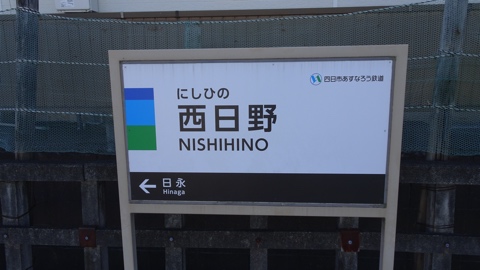 四日市あすなろう鉄道
にしひの
西日野
NISHIHINO
← 日永
Hinaga